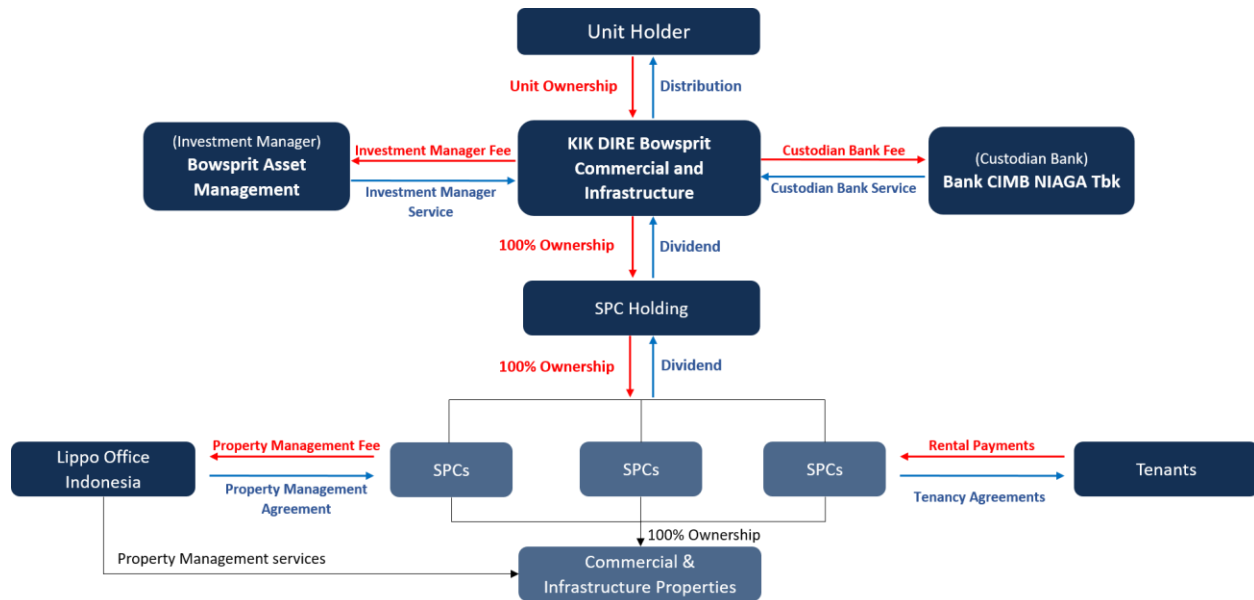 Unit Holder
Unit Ownership
Distribution
(Investment Manager)
Bowsprit Asset
Management
Investment Manager Fee
Investment Manager
Service
KIK DIRE Bowsprit
Commercial and
Infrastructure
Custodian Bank Fee
Custodian Bank Service
(Custodian Bank)
Bank CIMB NIAGA Tbk
100% Ownership
Dividend
SPC Holding
100% Ownership
Dividend
Lippo Office
Indonesia
Property Management Fee
Property Management
Agreement
SPCs
SPCs
SPCs
Rental Payments
Tenancy Agreements
Tenants
100% Ownership
Property Management services
Commercial &
Infrastructure Properties